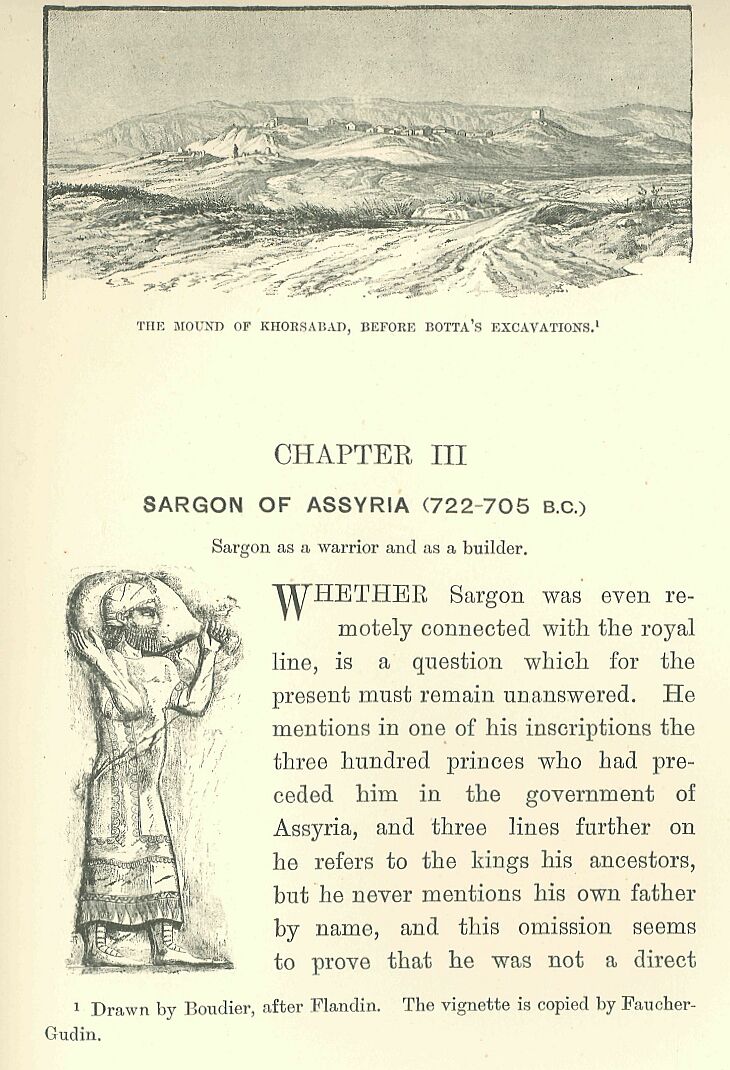 THE MOUND OF KHORSABAD, BEFORE BOTTA'S EXCAVATIONS.¹
CHAPTER III
SARGON OF ASSYRIA (722-705 B.C.)
Sargon as a warrior and as a builder.
WHETHER Sargon was even re-
motely connected with the royal
line, is a question which for the
present must remain unanswered. He
mentions in one of his inscriptions the
three hundred princes who had pre-
ceded him in the government of
Assyria, and three lines further on
he refers to the kings his ancestors,
but he never mentions his own father
by name, and this omission seems
to prove that he was not a direct
¹ Drawn by Boudier, after Flandin. The vignette is copied by Faucher-
Gudin.